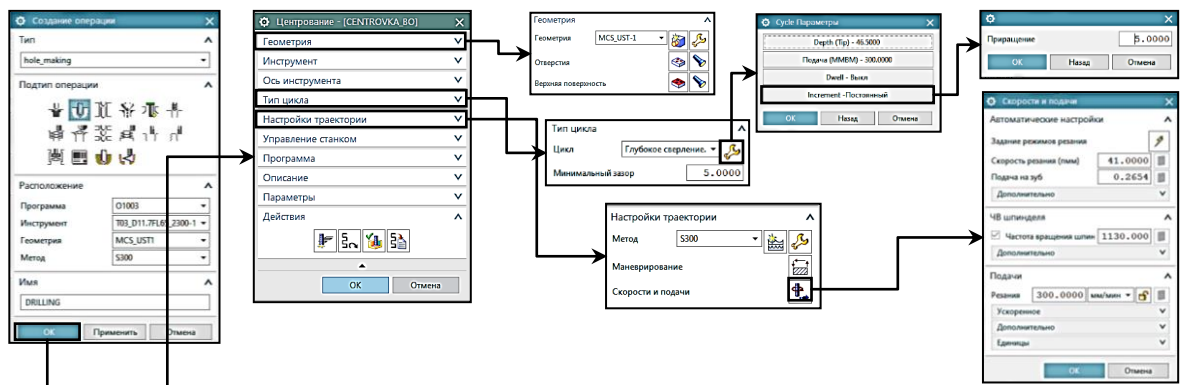 Создание операции
Тип
hole_making
Подтип операции
Расположение
Программа O1003
Инструмент T03_D11.7FL65_2300-1
Геометрия MCS_UST1
Метод S300
Имя
DRILLING
OK Применить Отмена
Центрование - [CENTROVKA_BO]
Геометрия
Инструмент
Ось инструмента
Тип цикла
Настройки траектории
Управление станком
Программа
Описание
Параметры
Действия
OK Отмена
Геометрия
Геометрия MCS_UST-1
Отверстия
Верхняя поверхность
Тип цикла
Цикл Глубокое сверление.
Минимальный зазор 5.0000
Настройки траектории
Метод S300
Маневрирование
Скорости и подачи
Cycle Параметры
Depth (Tip) - 46.5000
Подача (MMBM) - 300.0000
Dwell - Выкл
Increment -Постоянный
OK Назад Отмена
Приращение 5.0000
OK Назад Отмена
Скорости и подачи
Автоматические настройки
Задание режимов резания
Скорость резания (пмм) 41.0000
Подача на зуб 0.2654
Дополнительно
ЧВ шпинделя
Частота вращения шпин 1130.000
Дополнительно
Подачи
Резания 300.0000 мм/мин
Ускоренное
Дополнительно
Единицы
OK Отмена